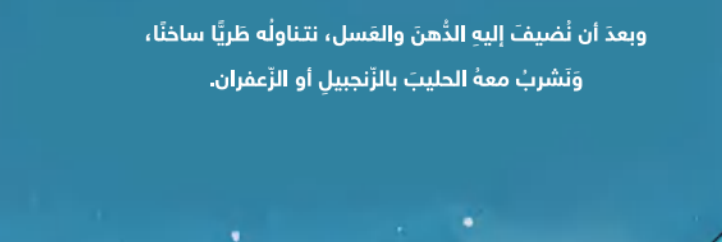 وبعدَ أن نُضيفَ إليهِ الدُّهنَ والعَسل، نتناولُه طَريًّا ساخنًا،
وَنَشربُ معهُ الحليبَ بالزّنجبيلِ أو الزّعفران.